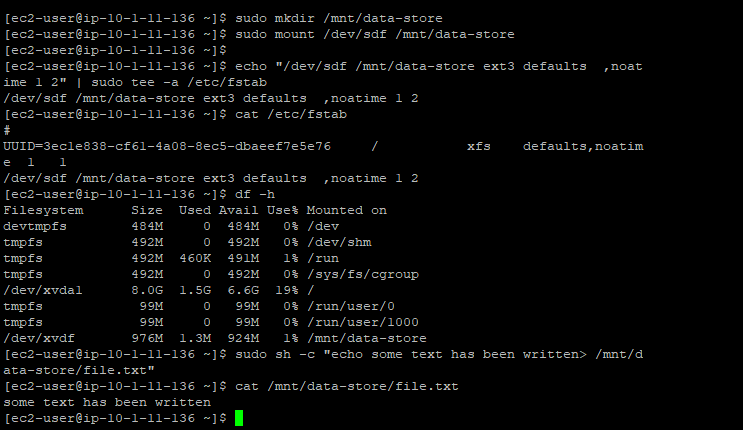 [ec2-user@ip-10-1-11-136 ~]$ sudo mkdir /mnt/data-store
[ec2-user@ip-10-1-11-136 ~]$ sudo mount /dev/sdf /mnt/data-store
[ec2-user@ip-10-1-11-136 ~]$
[ec2-user@ip-10-1-11-136 ~]$ echo "/dev/sdf /mnt/data-store ext3 defaults  ,noat
ime 1 2" | sudo tee -a /etc/fstab
/dev/sdf /mnt/data-store ext3 defaults  ,noatime 1 2
[ec2-user@ip-10-1-11-136 ~]$ cat /etc/fstab
#
UUID=3ec1e838-cf61-4a08-8ec5-dbaeef7e5e76     /           xfs    defaults,noatim
e  1   1
/dev/sdf /mnt/data-store ext3 defaults  ,noatime 1 2
[ec2-user@ip-10-1-11-136 ~]$ df -h
Filesystem      Size  Used Avail Use% Mounted on
devtmpfs        484M     0  484M   0% /dev
tmpfs           492M     0  492M   0% /dev/shm
tmpfs           492M  460K  491M   1% /run
tmpfs           492M     0  492M   0% /sys/fs/cgroup
/dev/xvda1      8.0G  1.5G  6.6G  19% /
tmpfs            99M     0   99M   0% /run/user/0
tmpfs            99M     0   99M   0% /run/user/1000
/dev/xvdf       976M  1.3M  924M   1% /mnt/data-store
[ec2-user@ip-10-1-11-136 ~]$ sudo sh -c "echo some text has been written> /mnt/d
ata-store/file.txt"
[ec2-user@ip-10-1-11-136 ~]$ cat /mnt/data-store/file.txt
some text has been written
[ec2-user@ip-10-1-11-136 ~]$